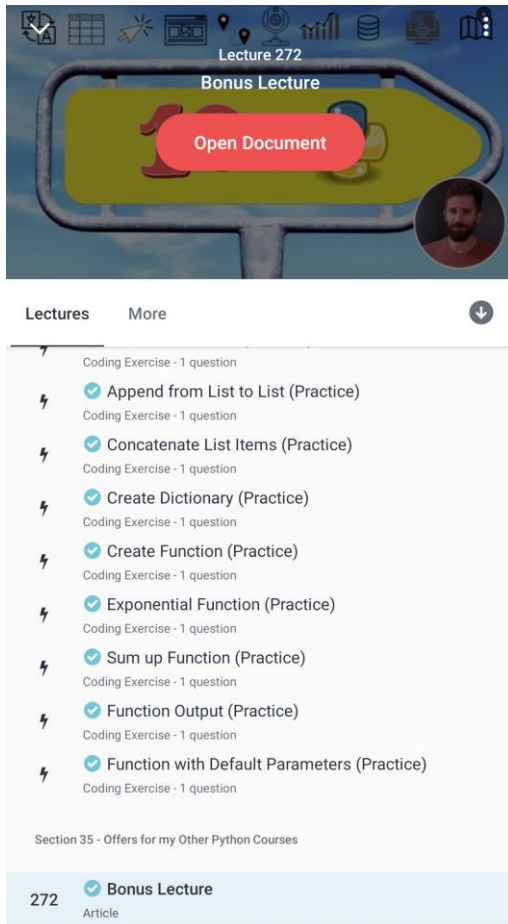 Lecture 272
Bonus Lecture
Open Document
Lectures More
Coding Exercise - 1 question
Append from List to List (Practice)
Coding Exercise - 1 question
Concatenate List Items (Practice)
Coding Exercise - 1 question
Create Dictionary (Practice)
Coding Exercise - 1 question
Create Function (Practice)
Coding Exercise - 1 question
Exponential Function (Practice)
Coding Exercise - 1 question
Sum up Function (Practice)
Coding Exercise - 1 question
Function Output (Practice)
Coding Exercise - 1 question
Function with Default Parameters (Practice)
Coding Exercise - 1 question
Section 35 - Offers for my Other Python Courses
272 Bonus Lecture
Article